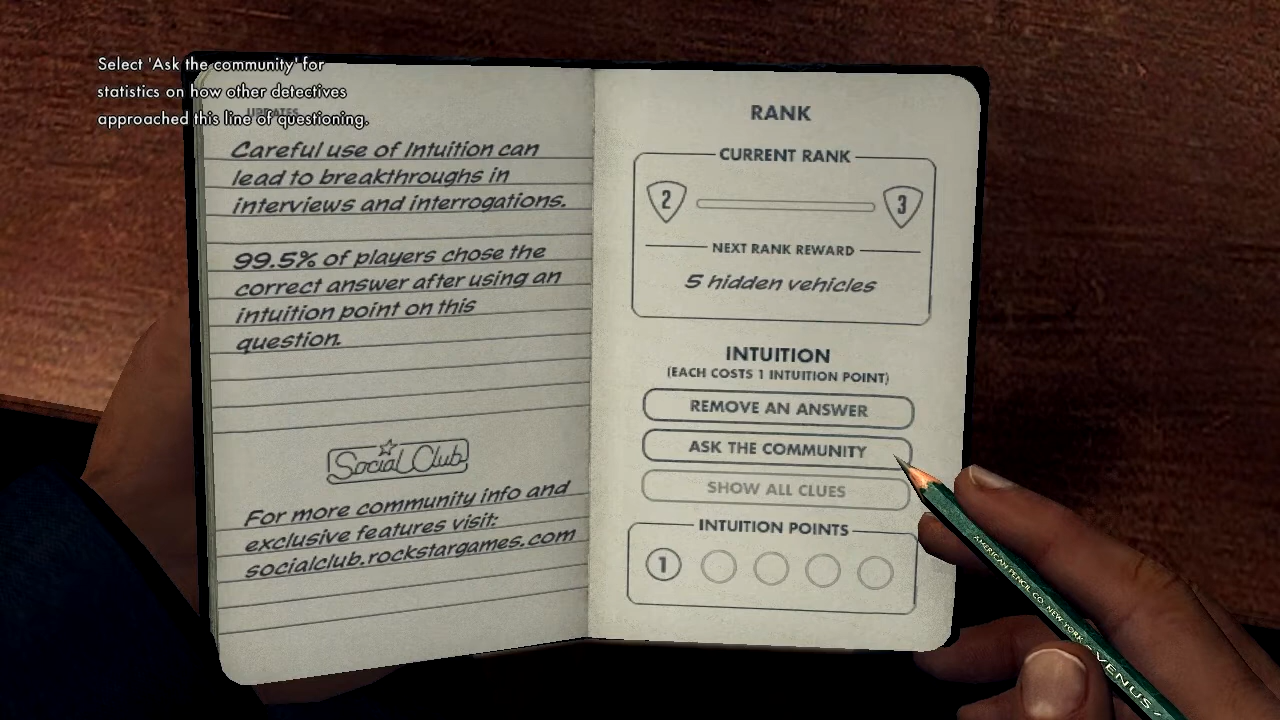 Select 'Ask the community' for
statistics on how other detectives
approached this line of questioning.
UPDATES
Careful use of Intuition can
lead to breakthroughs in
interviews and interrogations.
99.5% of players chose the
correct answer after using an
intuition point on this
question.
Social Club
For more community info and
exclusive features visit:
socialclub.rockstargames.com
RANK
CURRENT RANK
2
3
NEXT RANK REWARD
5 hidden vehicles
INTUITION
(EACH COSTS 1 INTUITION POINT)
REMOVE AN ANSWER
ASK THE COMMUNITY
SHOW ALL CLUES
INTUITION POINTS
1
AMERICAN PENCIL CO. NEW YORK
VENUS